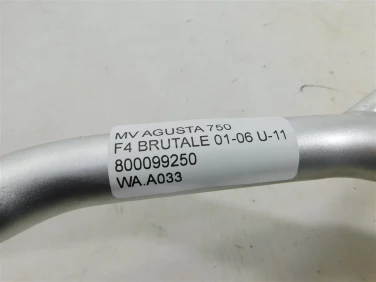 MV AGUSTA 750
F4 BRUTALE 01-06 U-11
800099250
WA.A033